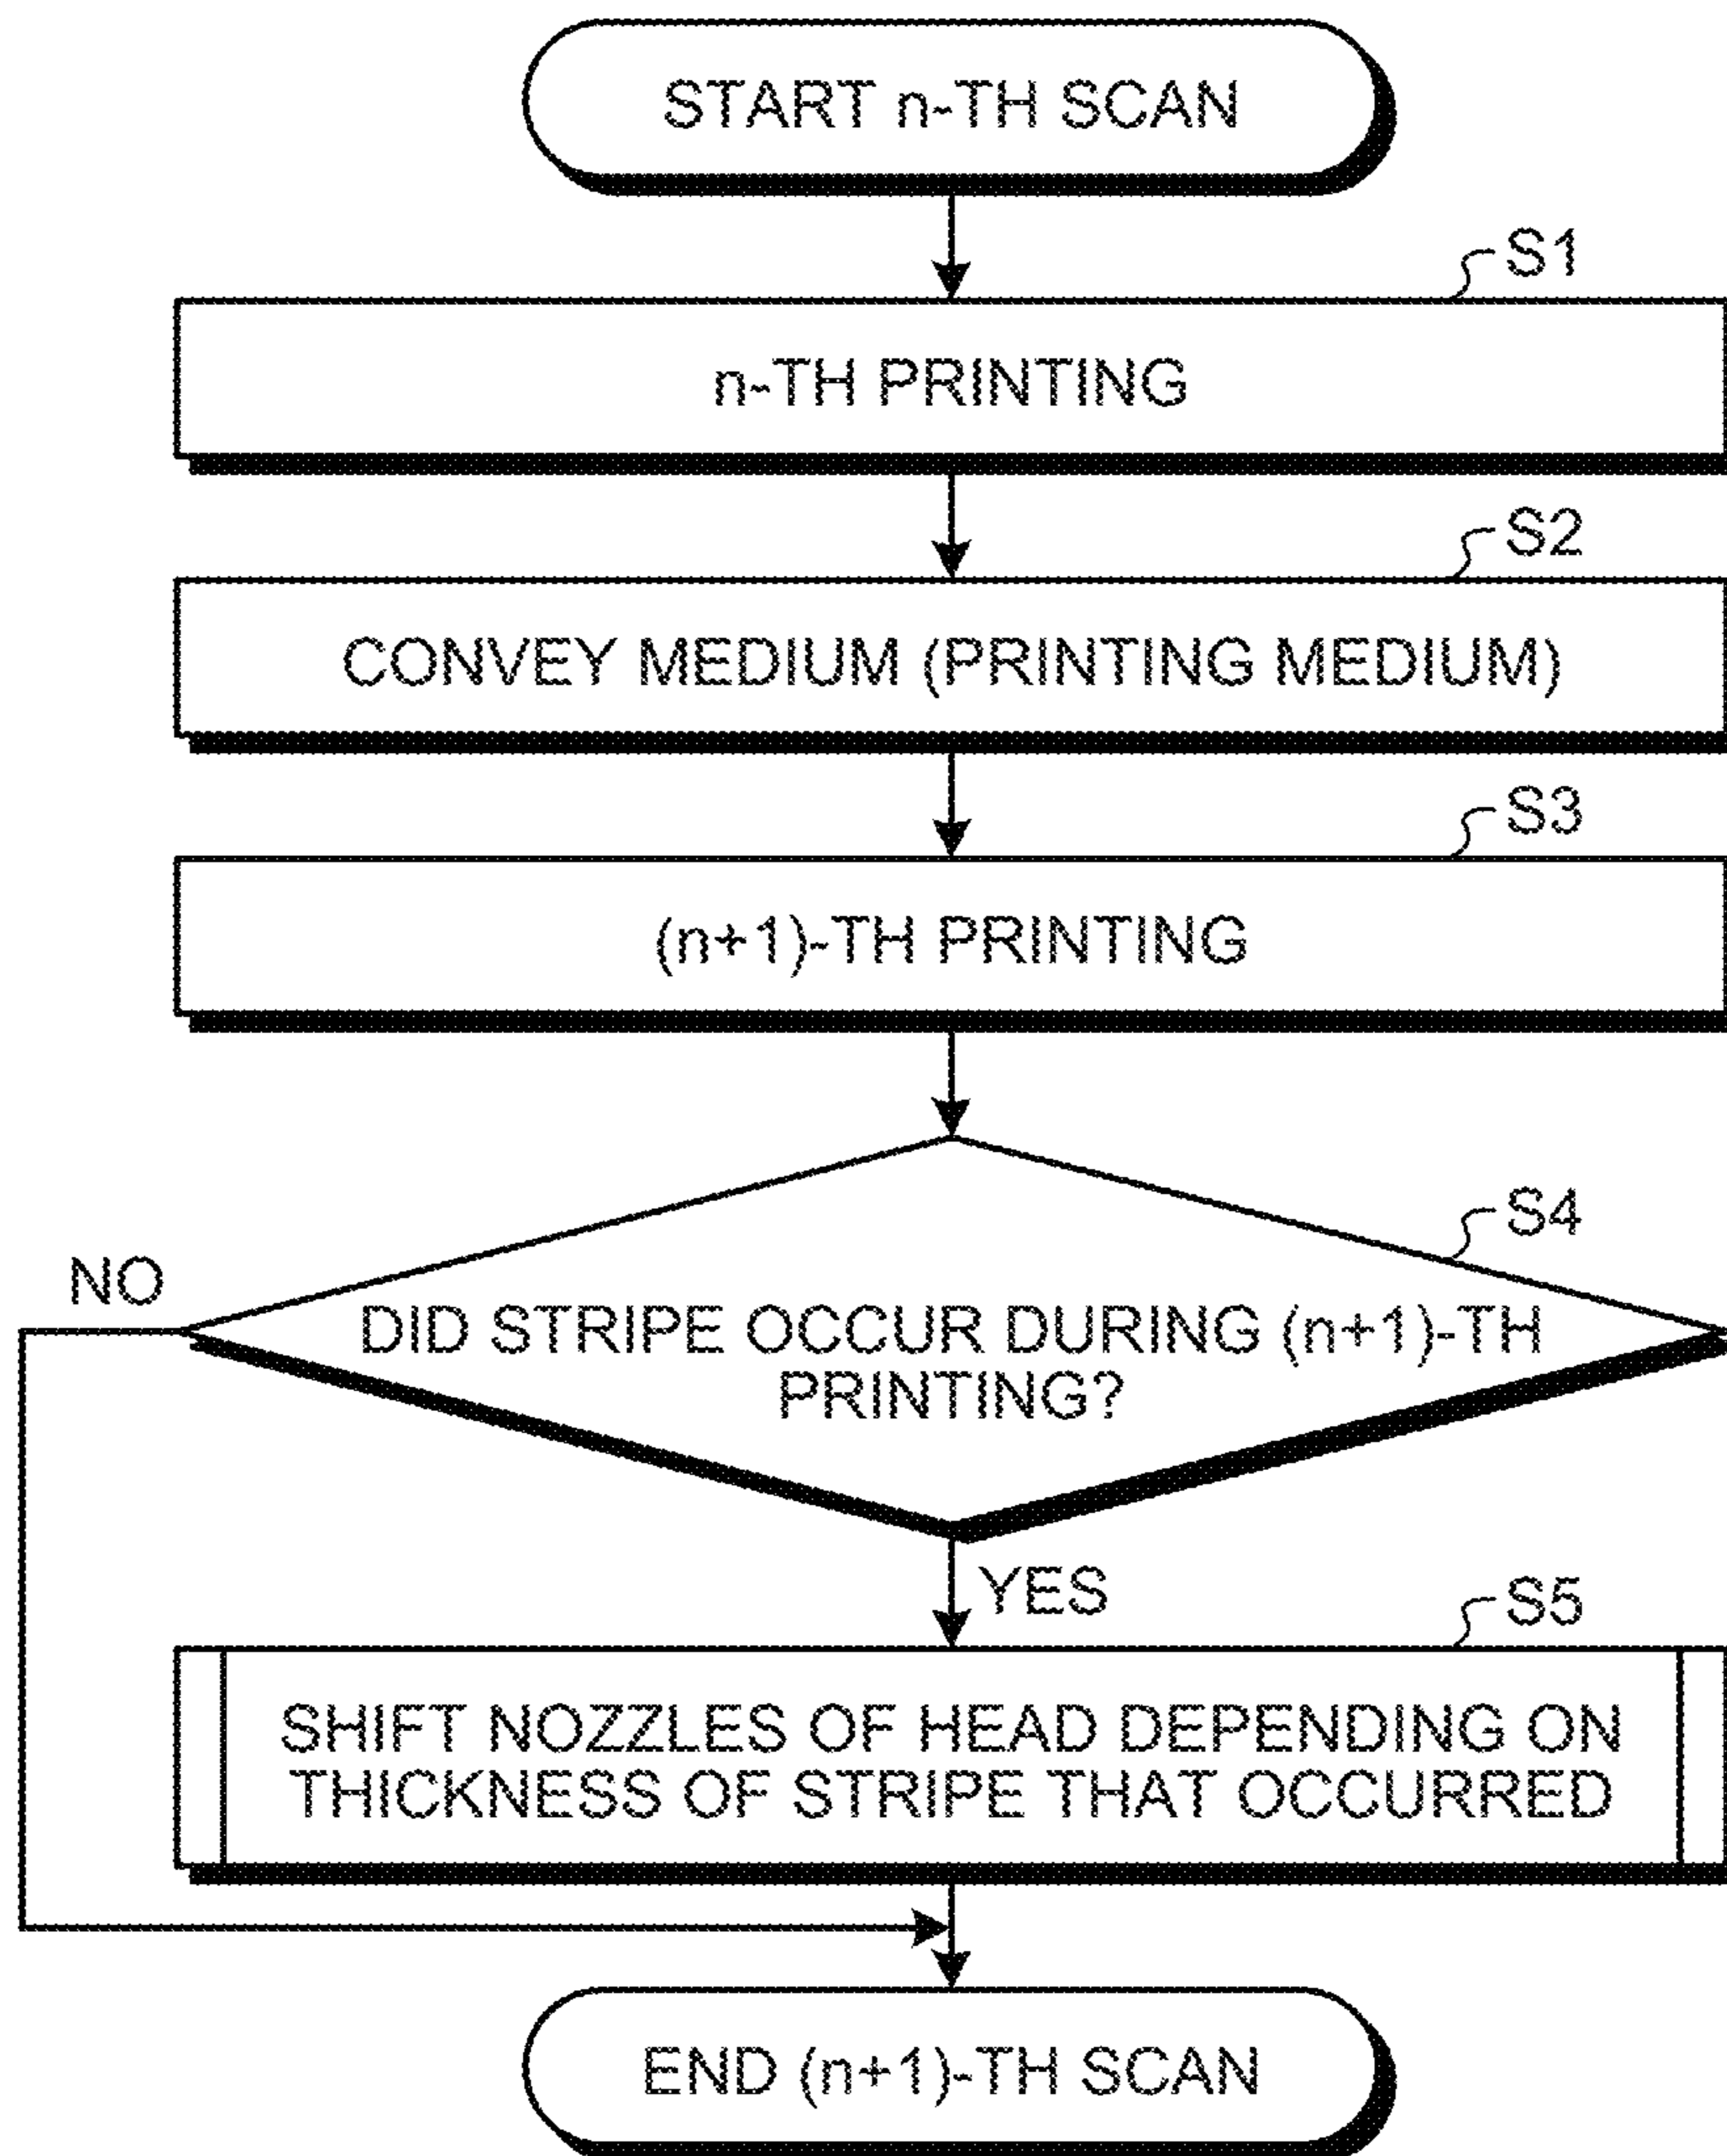 START n-TH SCAN
S1
n-TH PRINTING
S2
CONVEY MEDIUM (PRINTING MEDIUM)
S3
(n+1)-TH PRINTING
S4
NO
DID STRIPE OCCUR DURING (n+1)-TH
PRINTING?
YES
S5
SHIFT NOZZLES OF HEAD DEPENDING ON
THICKNESS OF STRIPE THAT OCCURRED
END (n+1)-TH SCAN